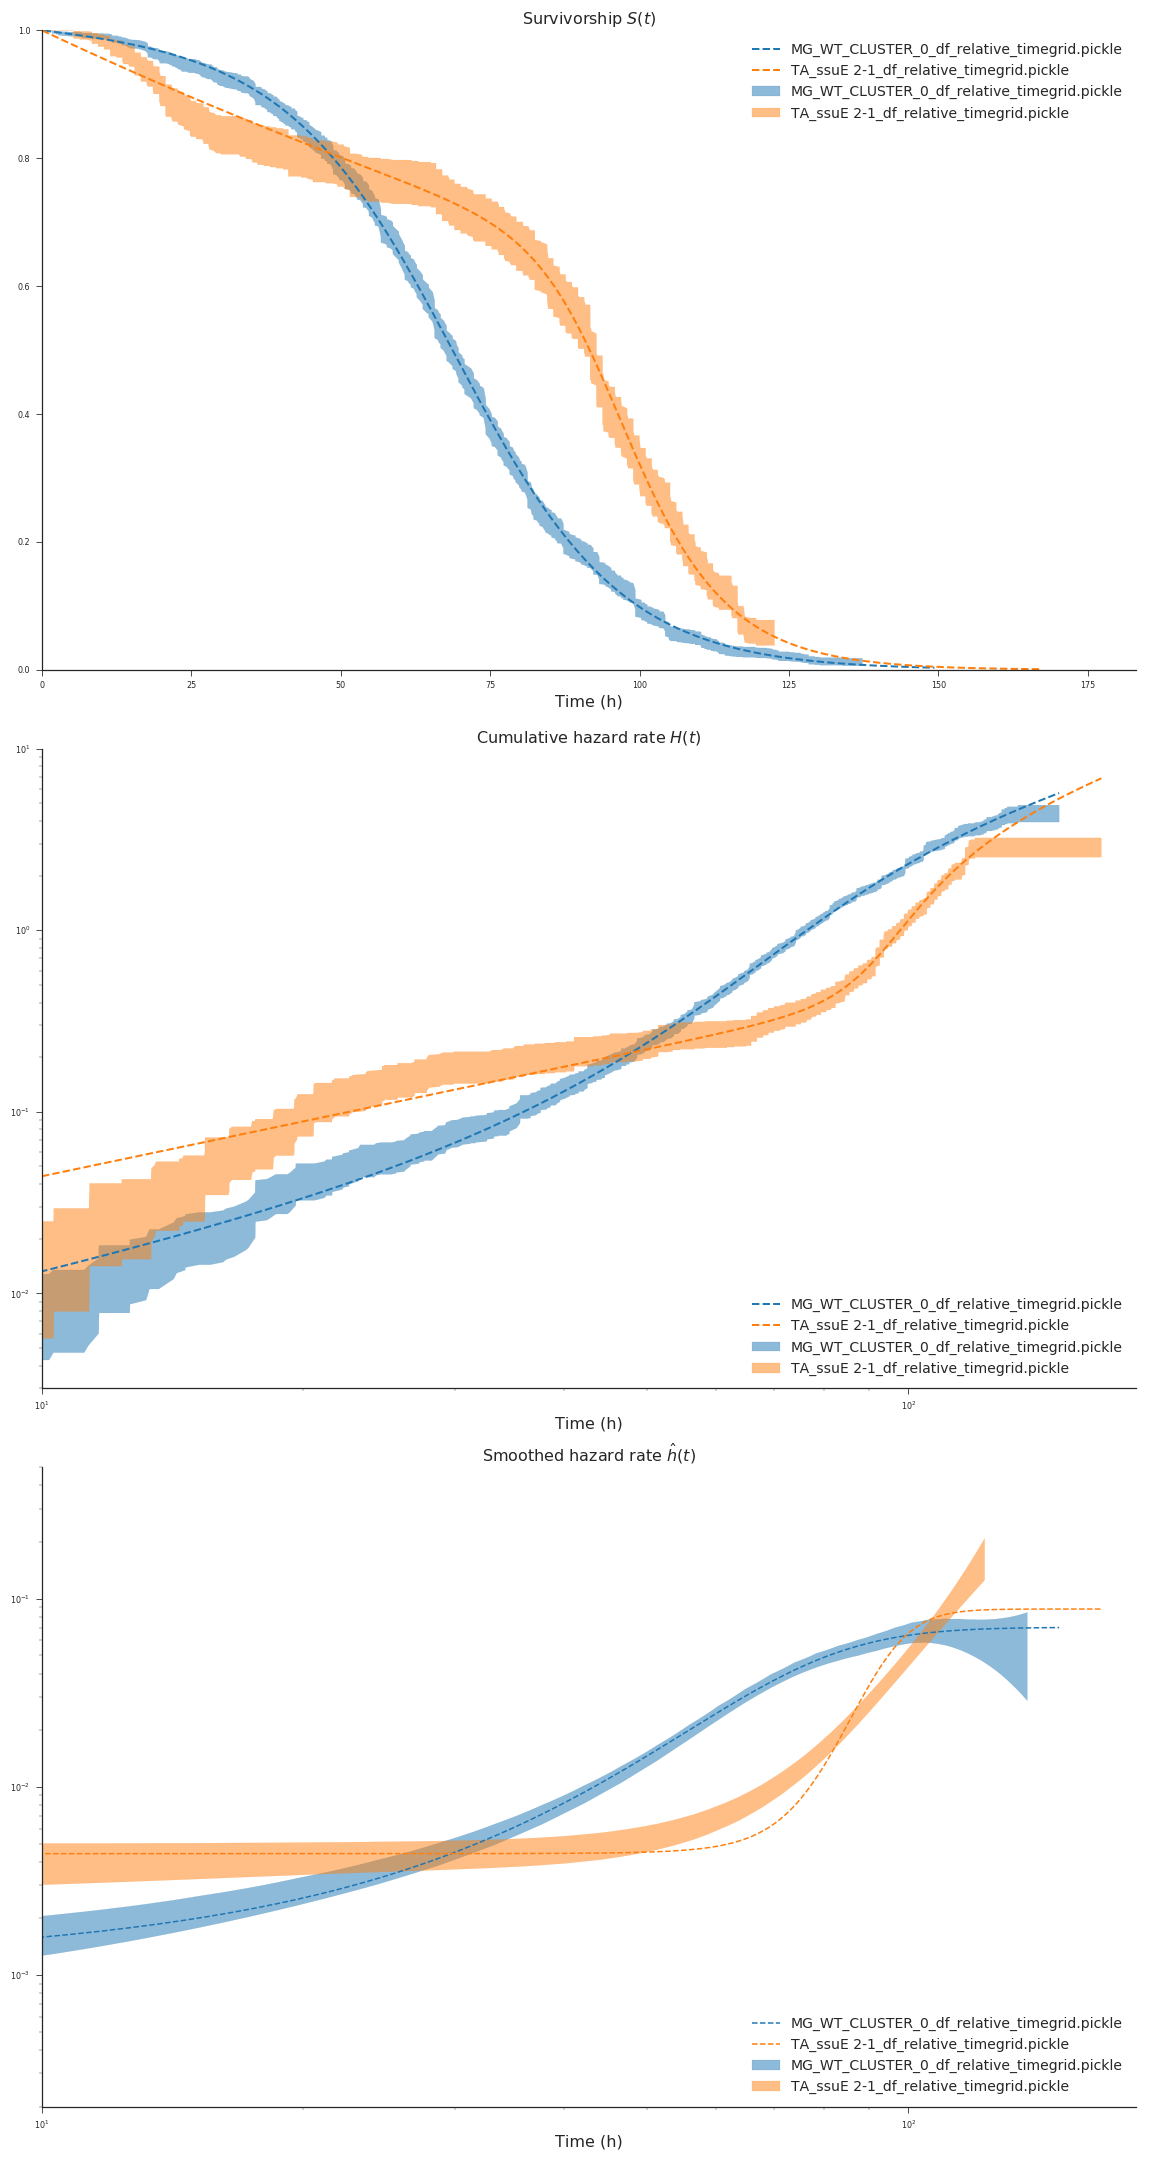 Survivorship S(t)
1.0
0.8
0.6
0.4
0.2
0.0
MG_WT_CLUSTER_0_df_relative_timegrid.pickle
TA_ssuE 2-1_df_relative_timegrid.pickle
MG_WT_CLUSTER_0_df_relative_timegrid.pickle
TA_ssuE 2-1_df_relative_timegrid.pickle
0 25 50 75 100 125 150 175
Time (h)
Cumulative hazard rate H(t)
10¹
10⁰
10⁻¹
10⁻²
MG_WT_CLUSTER_0_df_relative_timegrid.pickle
TA_ssuE 2-1_df_relative_timegrid.pickle
MG_WT_CLUSTER_0_df_relative_timegrid.pickle
TA_ssuE 2-1_df_relative_timegrid.pickle
10¹ 10²
Time (h)
Smoothed hazard rate ĥ(t)
10⁻¹
10⁻²
10⁻³
MG_WT_CLUSTER_0_df_relative_timegrid.pickle
TA_ssuE 2-1_df_relative_timegrid.pickle
MG_WT_CLUSTER_0_df_relative_timegrid.pickle
TA_ssuE 2-1_df_relative_timegrid.pickle
10¹ 10²
Time (h)